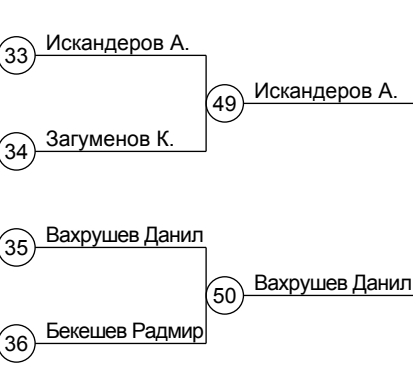 33 Искандеров А.
49 Искандеров А.
34 Загуменов К.
35 Вахрушев Данил
50 Вахрушев Данил
36 Бекешев Радмир